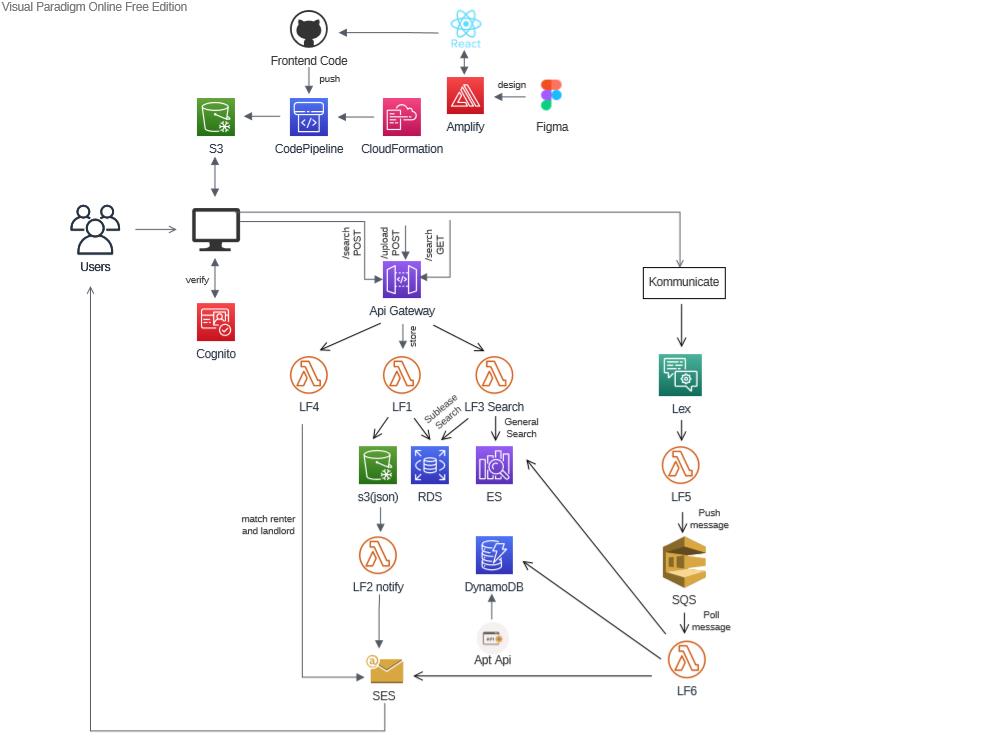 Visual Paradigm Online Free Edition
React
Frontend Code
push
design
Amplify
Figma
S3
CodePipeline
CloudFormation
Users
verify
Cognito
/search
POST
/upload
POST
/search
GET
Api Gateway
Kommunicate
store
LF4
LF1
LF3 Search
Lex
Sublease
Search
General
Search
s3(json)
RDS
ES
LF5
match renter
and landlord
Push
message
LF2 notify
DynamoDB
SQS
Poll
message
API
Apt Api
@
SES
LF6